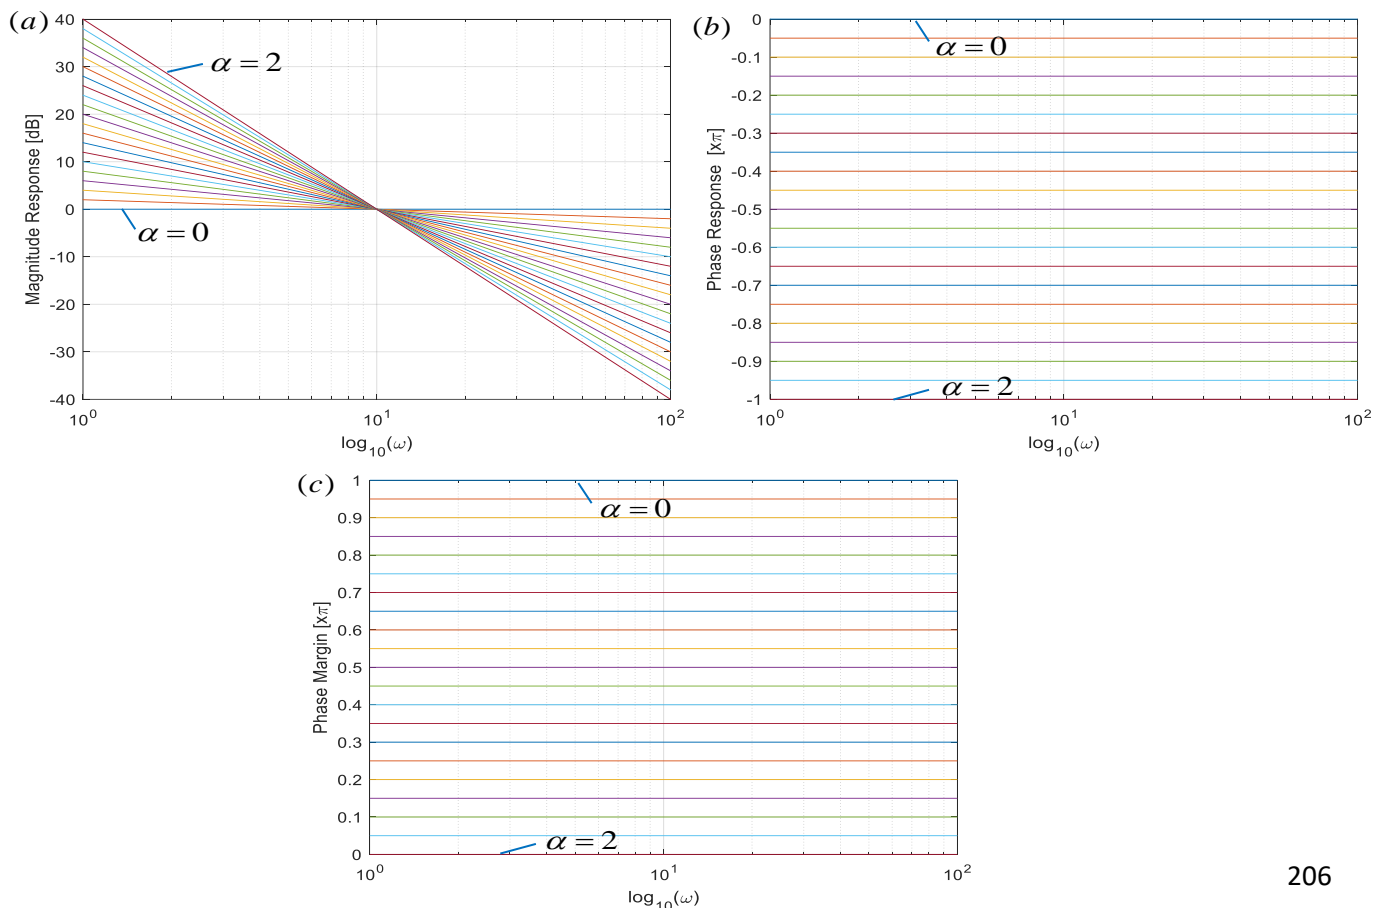 (a)
Magnitude Response [dB]
40
30
20
10
0
-10
-20
-30
-40
α = 2
α = 0
10^0
10^1
10^2
log_10(ω)
(b)
Phase Response [xπ]
0
-0.1
-0.2
-0.3
-0.4
-0.5
-0.6
-0.7
-0.8
-0.9
-1
α = 0
α = 2
10^0
10^1
10^2
log_10(ω)
(c)
Phase Margin [xπ]
1
0.9
0.8
0.7
0.6
0.5
0.4
0.3
0.2
0.1
0
α = 0
α = 2
10^0
10^1
10^2
log_10(ω)
206